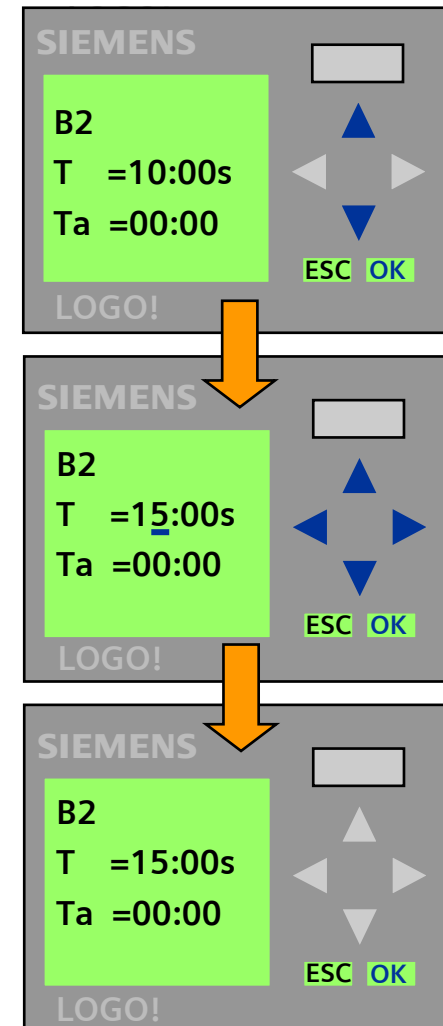 SIEMENS
B2
T =10:00s
Ta =00:00
ESC OK
LOGO!
SIEMENS
B2
T =15:00s
Ta =00:00
ESC OK
LOGO!
SIEMENS
B2
T =15:00s
Ta =00:00
ESC OK
LOGO!